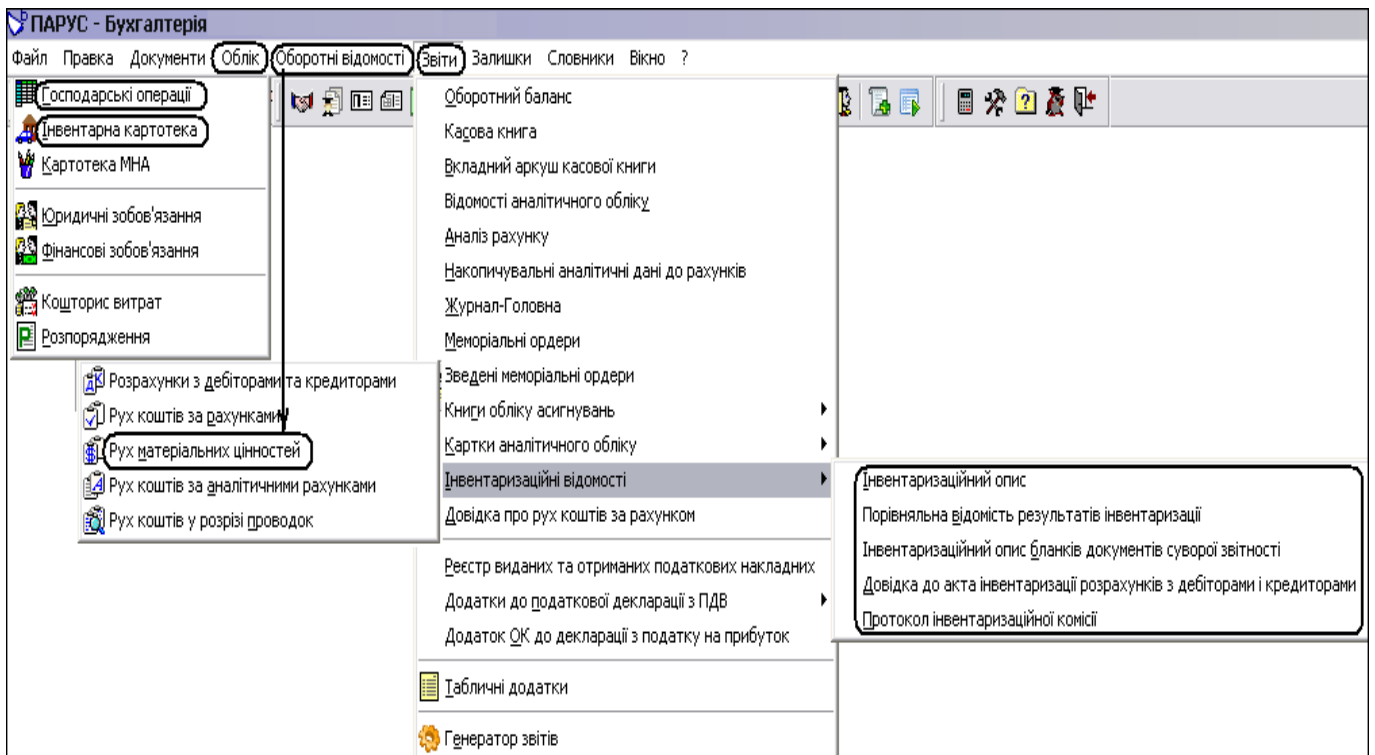 ПАРУС - Бухгалтерія
Файл Правка Документи Облік Оборотні відомості Звіти Залишки Словники Вікно ?
Господарські операції
Інвентарна картотека
Картотека МНА
Юридичні зобов'язання
Фінансові зобов'язання
Кошторис витрат
Розпорядження
Розрахунки з дебіторами та кредиторами
Рух коштів за рахунками
Рух матеріальних цінностей
Рух коштів за аналітичними рахунками
Рух коштів у розрізі проводок
Оборотний баланс
Касова книга
Вкладний аркуш касової книги
Відомості аналітичного обліку
Аналіз рахунку
Накопичувальні аналітичні дані до рахунків
Журнал-Головна
Меморіальні ордери
Зведені меморіальні ордери
Книги обліку асигнувань
Картки аналітичного обліку
Інвентаризаційні відомості
Довідка про рух коштів за рахунком
Реєстр виданих та отриманих податкових накладних
Додатки до податкової декларації з ПДВ
Додаток ОК до декларації з податку на прибуток
Табличні додатки
Генератор звітів
Інвентаризаційний опис
Порівняльна відомість результатів інвентаризації
Інвентаризаційний опис бланків документів суворої звітності
Довідка до акта інвентаризації розрахунків з дебіторами і кредиторами
Протокол інвентаризаційної комісії